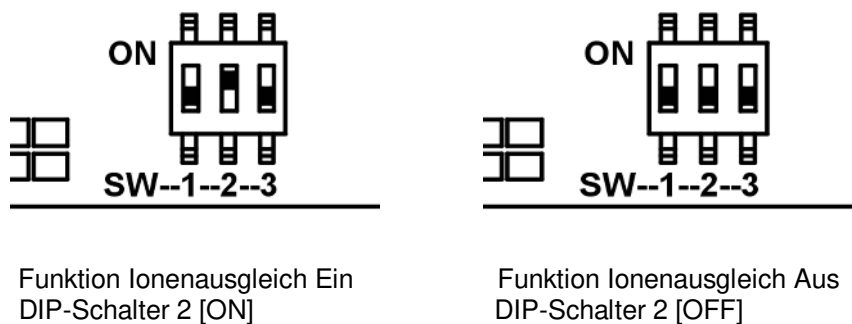 ON
SW--1--2--3
Funktion Ionenausgleich Ein
DIP-Schalter 2 [ON]
ON
SW--1--2--3
Funktion Ionenausgleich Aus
DIP-Schalter 2 [OFF]